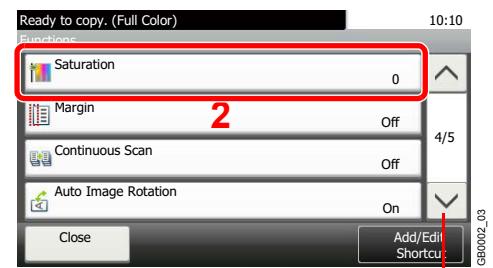 Ready to copy. (Full Color) 10:10
Functions
Saturation 0
2
Margin Off
4/5
Continuous Scan Off
Auto Image Rotation On
Close
Add/Edit
Shortcut
GB0002_03